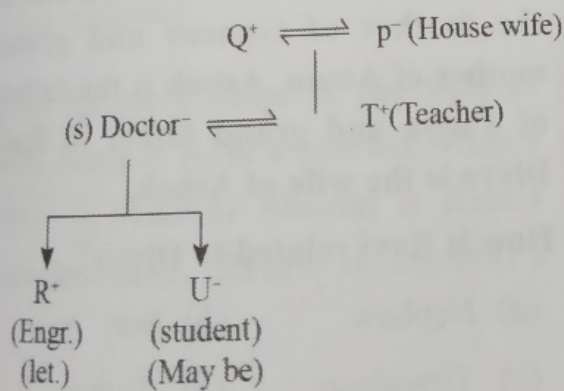 Q⁺ ⇌ p⁻ (House wife)
(s) Doctor⁻ ⇌ T⁺(Teacher)
R⁺ U⁻
(Engr.) (student)
(let.) (May be)